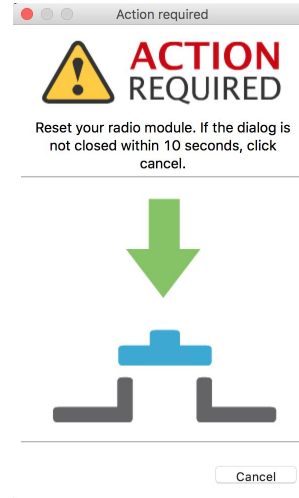 Action required
ACTION
REQUIRED
Reset your radio module. If the dialog is
not closed within 10 seconds, click
cancel.
Cancel